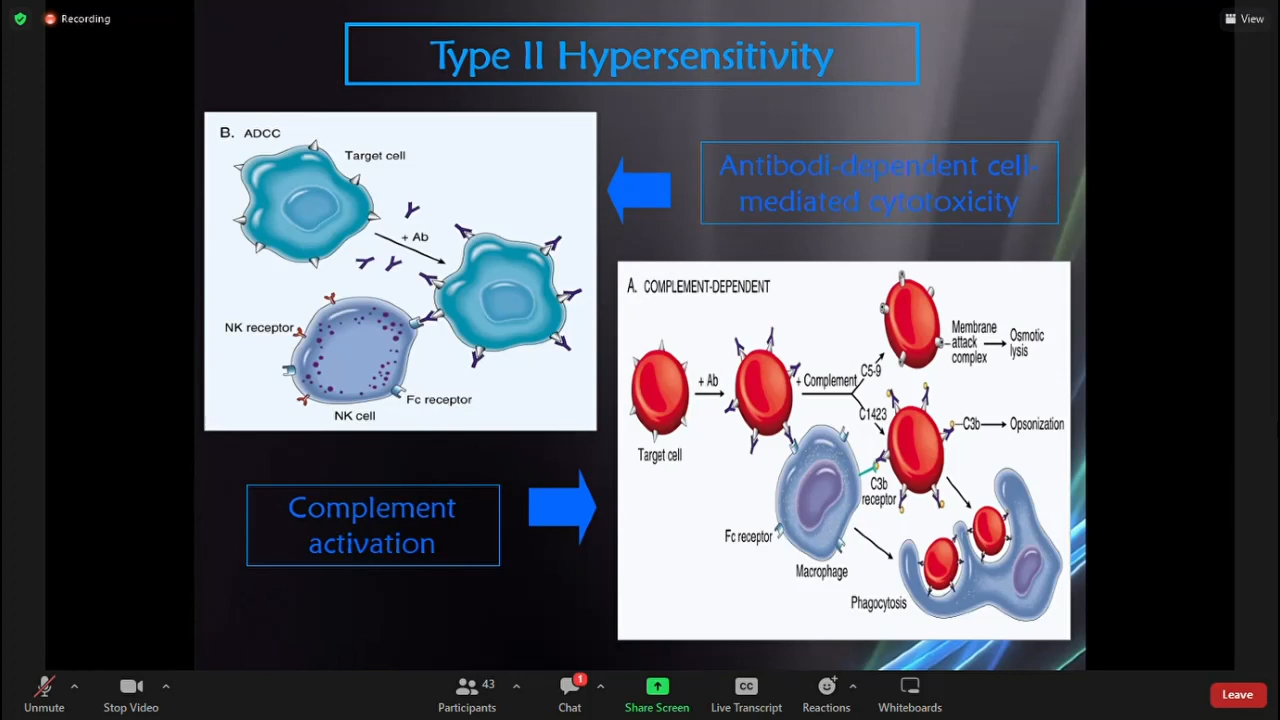 Recording
View
Type II Hypersensitivity
B. ADCC
Target cell
+ Ab
NK receptor
Fc receptor
NK cell
Antibodi-dependent cell-
mediated cytotoxicity
A. COMPLEMENT-DEPENDENT
Membrane
attack
complex
Osmotic
lysis
+ Ab
+ Complement
C5-9
C1423
C3b
Opsonization
Target cell
C3b
receptor
Fc receptor
Macrophage
Phagocytosis
Complement
activation
Unmute
Stop Video
43
Participants
1
Chat
Share Screen
CC
Live Transcript
Reactions
Whiteboards
Leave